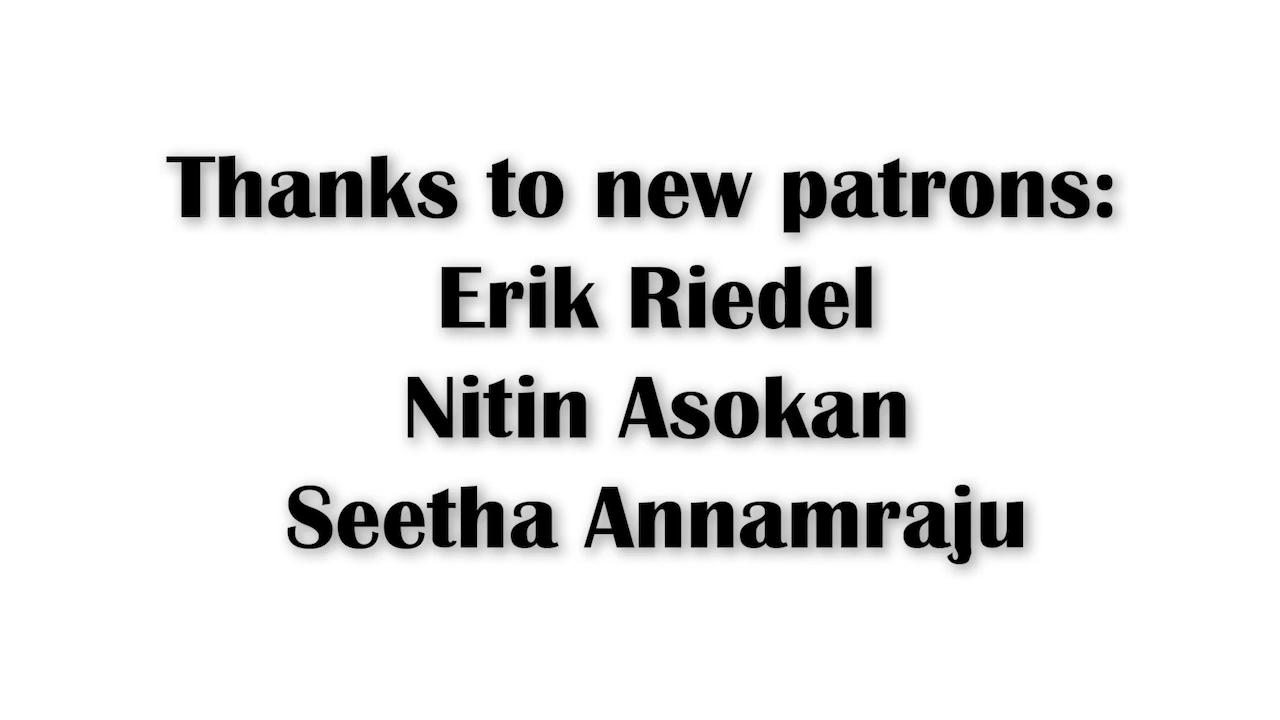 Thanks to new patrons:
Erik Riedel
Nitin Asokan
Seetha Annamraju